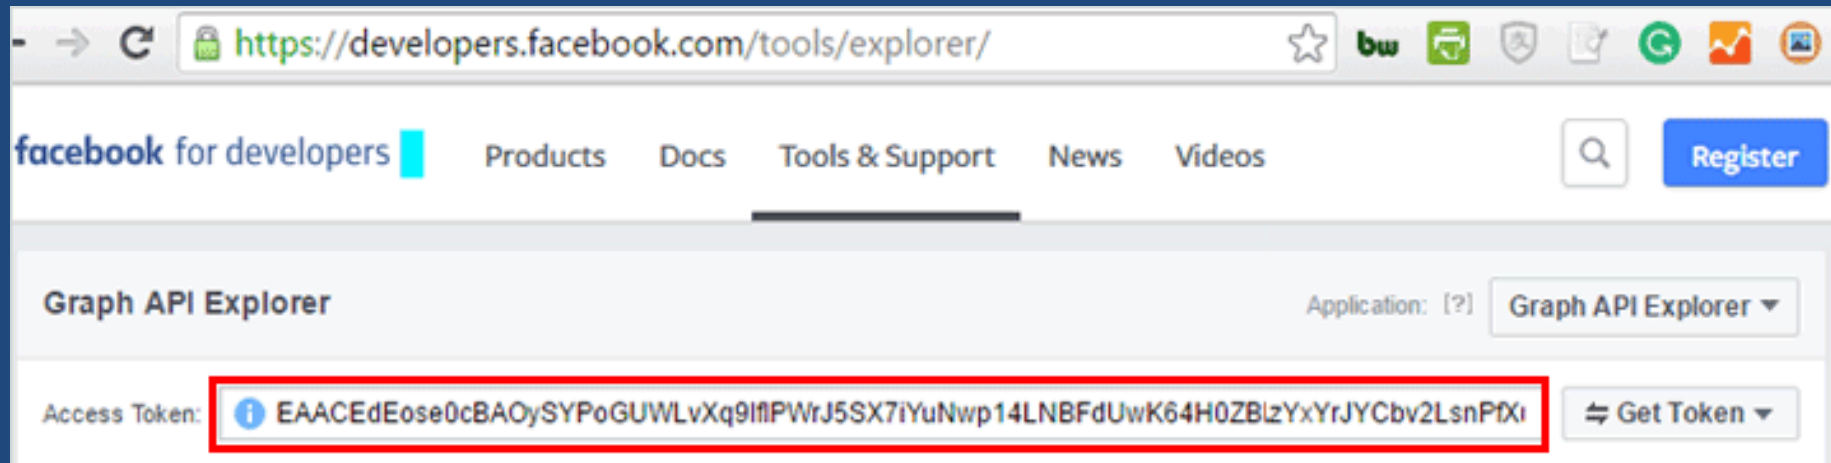 https://developers.facebook.com/tools/explorer/
bw
facebook for developers Products Docs Tools & Support News Videos Register
Graph API Explorer Application: [?] Graph API Explorer
Access Token: Get Token